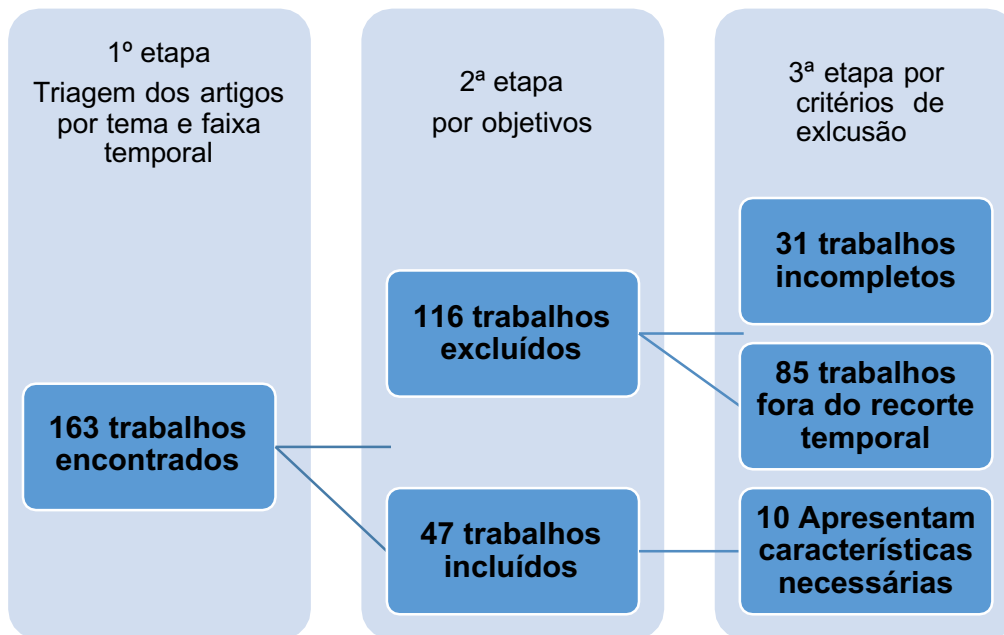 1º etapa
Triagem dos artigos
por tema e faixa
temporal
163 trabalhos
encontrados
2ª etapa
por objetivos
116 trabalhos
excluídos
47 trabalhos
incluídos
3ª etapa por
critérios de
exlcusão
31 trabalhos
incompletos
85 trabalhos
fora do recorte
temporal
10 Apresentam
características
necessárias